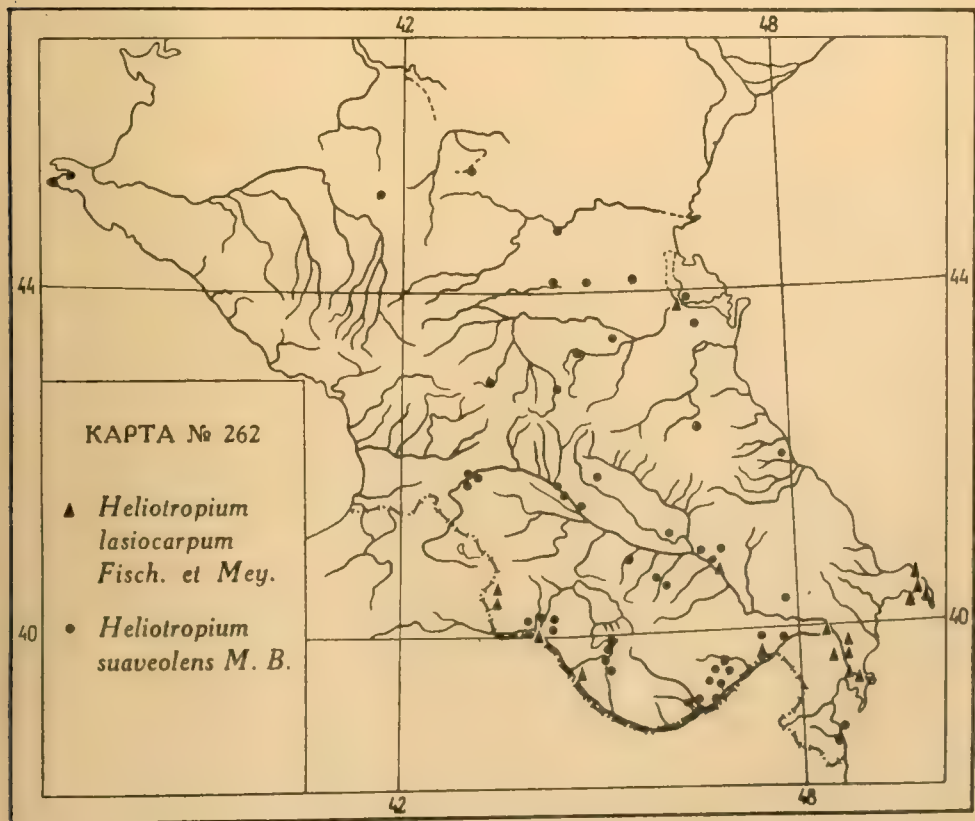 42
48
44
44
КАРТА № 262
Heliotropium
lasiocarpum
Fisch. et Mey.
Heliotropium
suaveolens M. B.
40
40
42
48